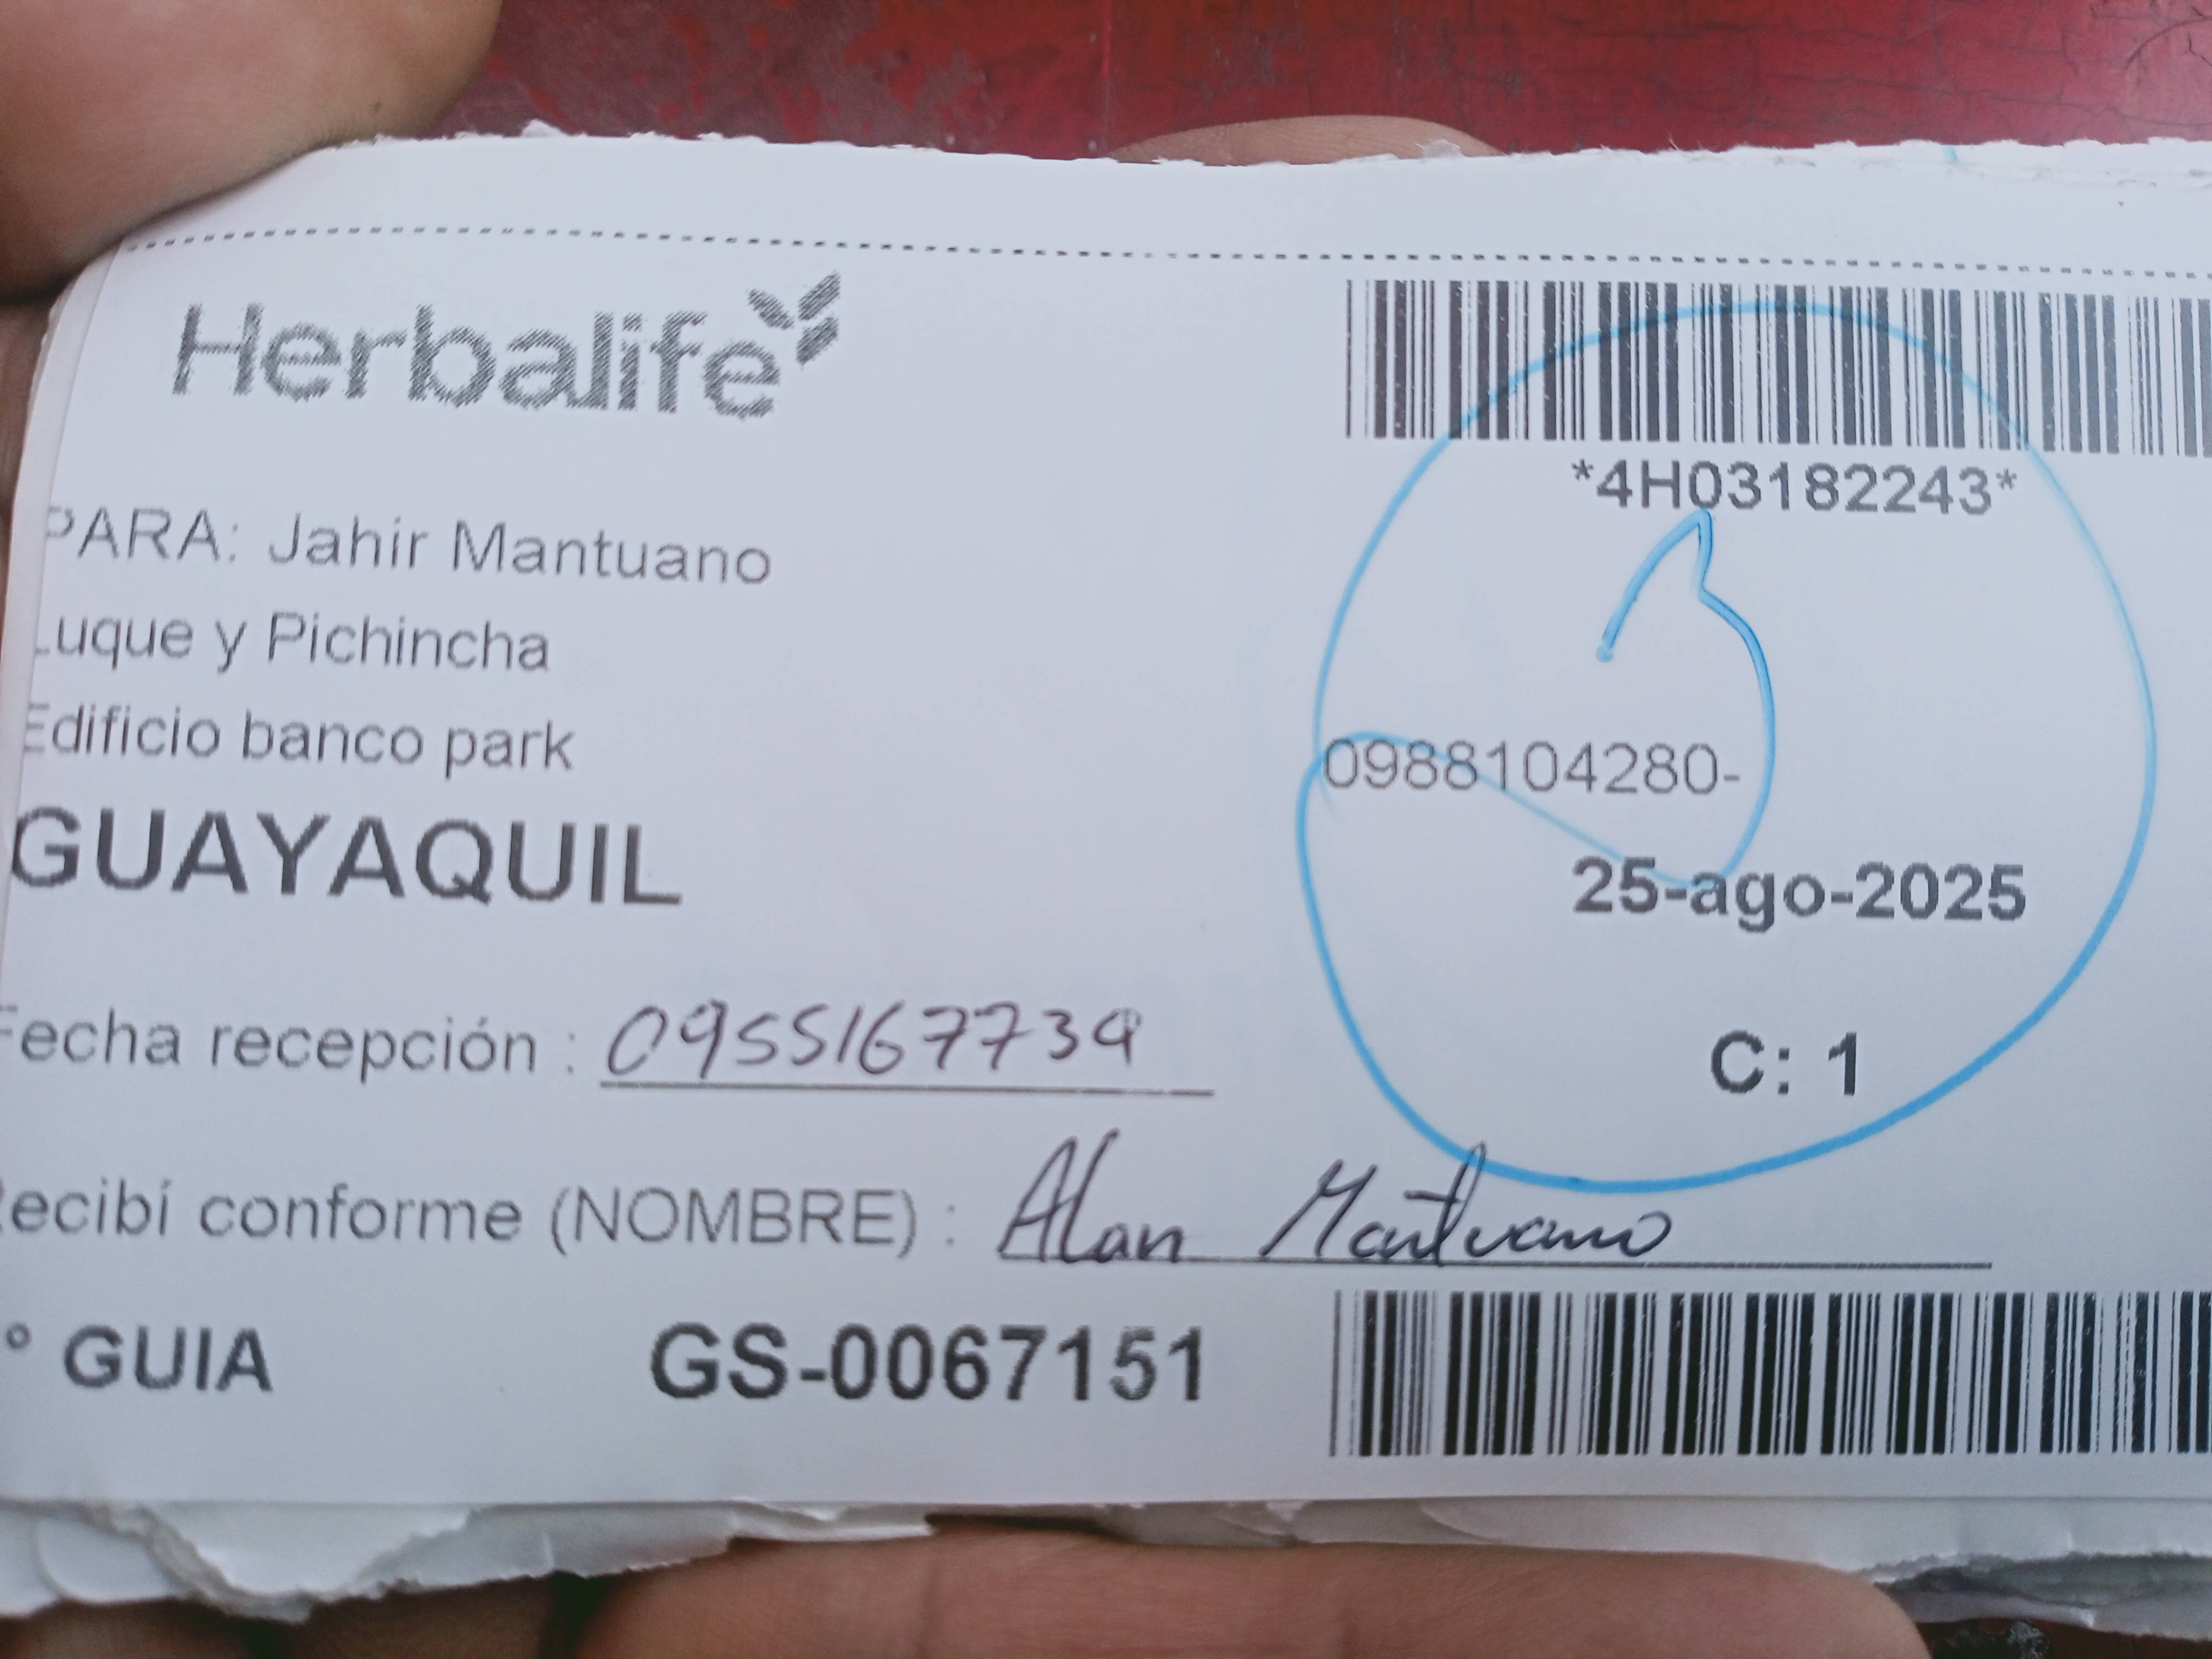 Herbalife
*4H03182243*
PARA: Jahir Mantuano
Luque y Pichincha
Edificio banco park
0988104280-
GUAYAQUIL
25-ago-2025
C: 1
Fecha recepción : 0955167739
Recibí conforme (NOMBRE) : Alan Mantuano
° GUIA GS-0067151